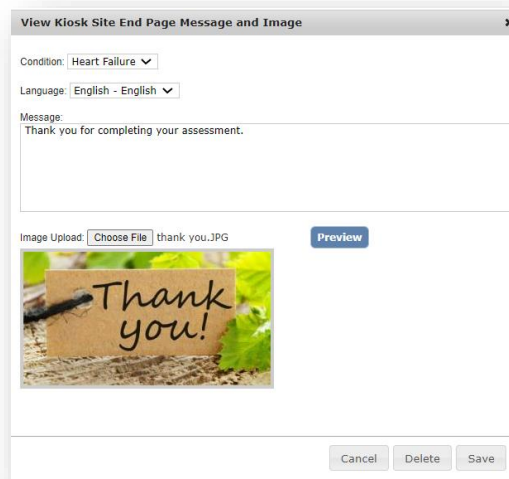 View Kiosk Site End Page Message and Image
Condition: Heart Failure
Language: English - English
Message:
Thank you for completing your assessment.
Image Upload: Choose File thank you.JPG Preview
Thank
you!
Cancel Delete Save